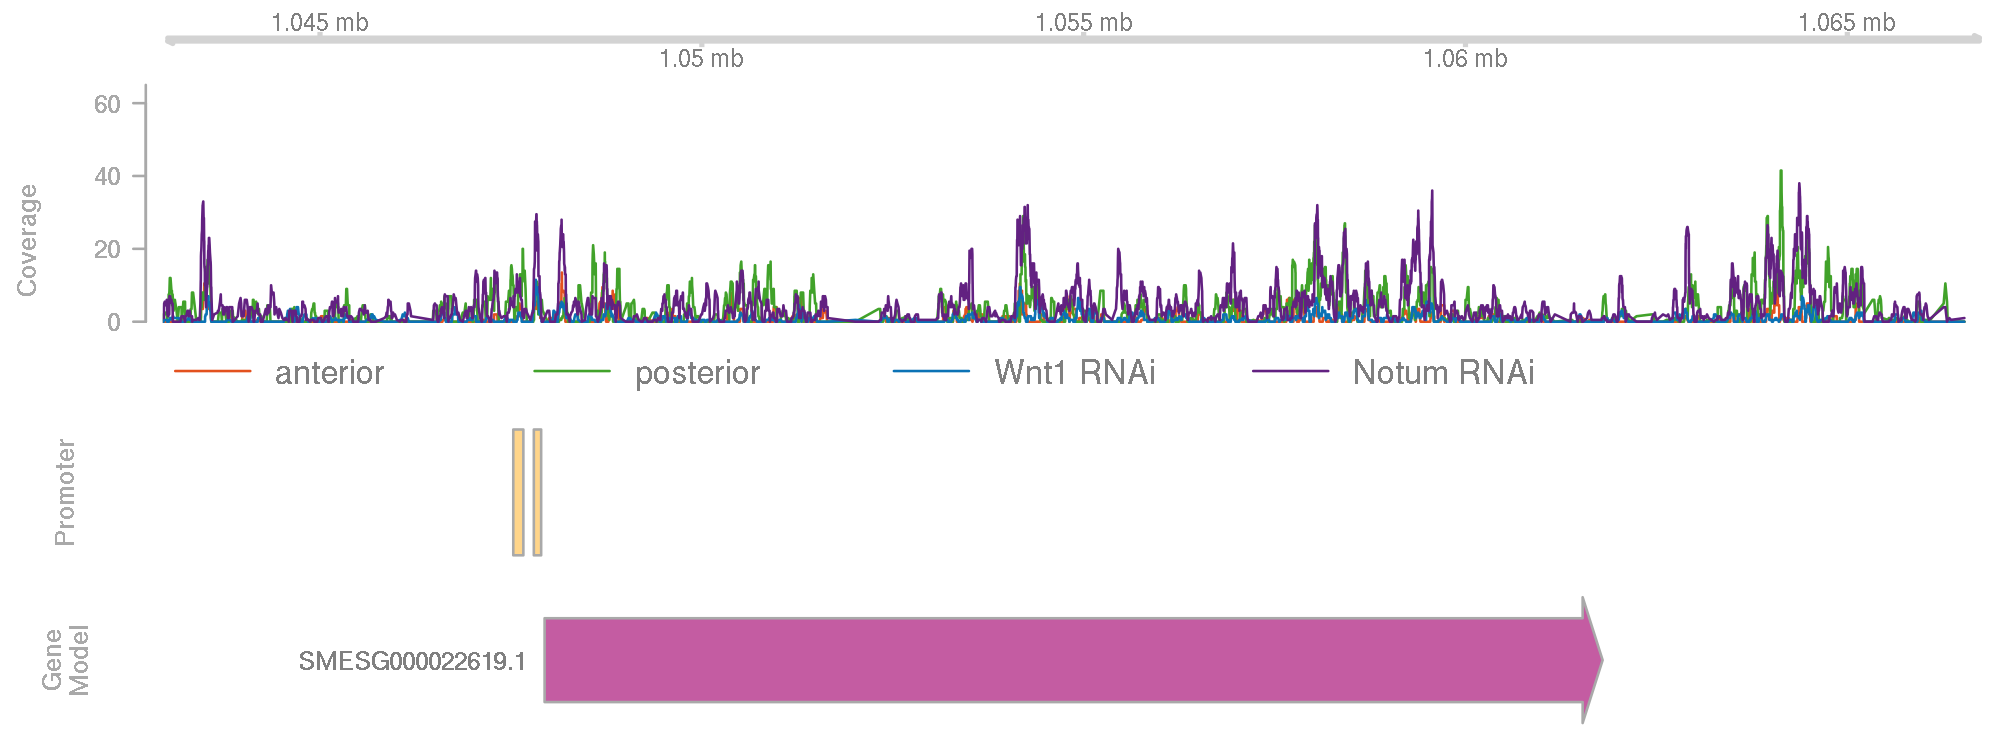 1.045 mb
1.055 mb
1.065 mb
1.05 mb
1.06 mb
60
40
20
0
Coverage
anterior
posterior
Wnt1 RNAi
Notum RNAi
Promoter
Gene
Model
SMESG000022619.1